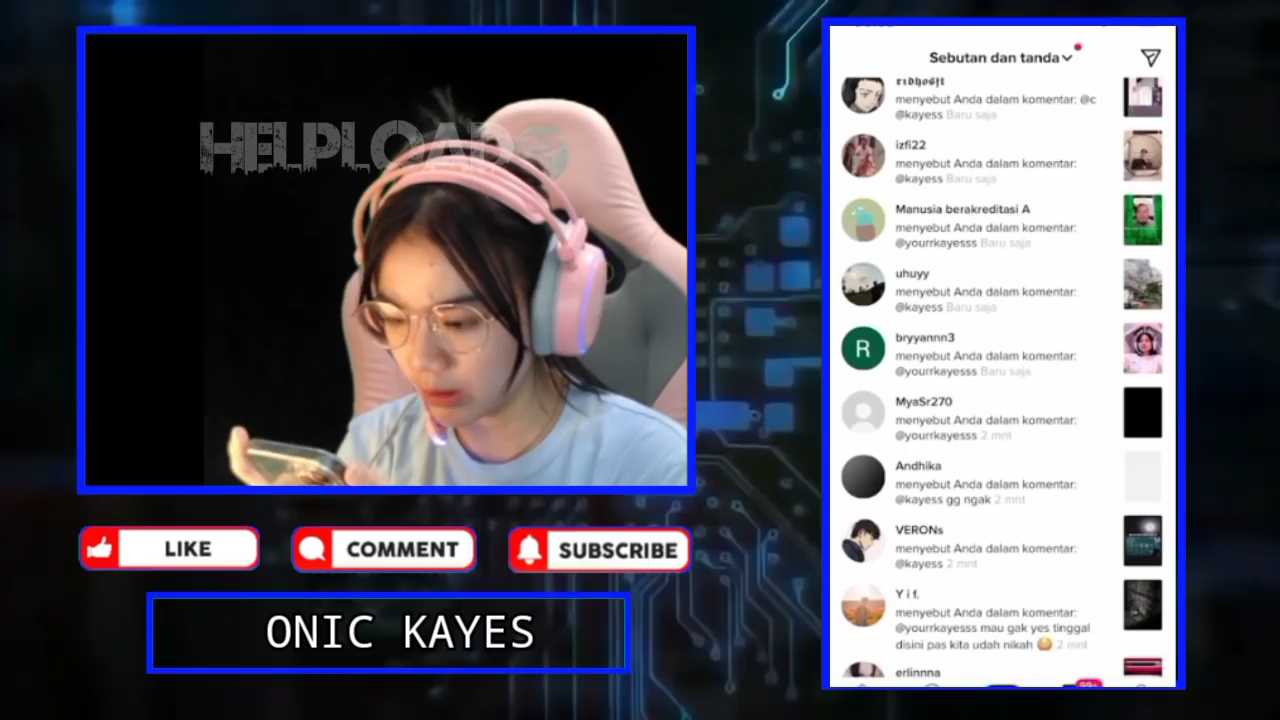 HELPLOAD
LIKE
COMMENT
SUBSCRIBE
ONIC KAYES
Sebutan dan tanda
𝖗𝖎𝖉𝖍𝖔𝖘𝖋𝖙
menyebut Anda dalam komentar: @c
@kayess Baru saja
izfi22
menyebut Anda dalam komentar:
@kayess Baru saja
Manusia berakreditasi A
menyebut Anda dalam komentar:
@yourrkayesss Baru saja
uhuyy
menyebut Anda dalam komentar:
@kayess Baru saja
R
bryyannn3
menyebut Anda dalam komentar:
@yourrkayesss Baru saja
MyaSr270
menyebut Anda dalam komentar:
@yourrkayesss 2 mnt
Andhika
menyebut Anda dalam komentar:
@kayess gg ngak 2 mnt
VERONs
menyebut Anda dalam komentar:
@kayess 2 mnt
Y i f.
menyebut Anda dalam komentar:
@yourrkayesss mau gak yes tinggal
disini pas kita udah nikah 😊 2 mnt
erlinnna
99+